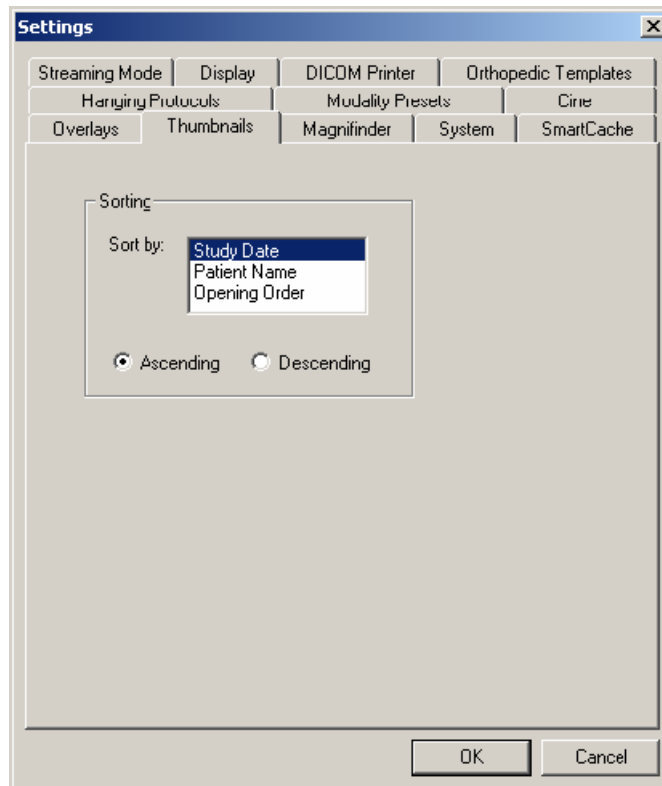 Settings
Streaming Mode Display DICOM Printer Orthopedic Templates
Hanging Protocols Modality Presets Cine
Overlays Thumbnails Magnifinder System SmartCache
Sorting
Sort by:
Study Date
Patient Name
Opening Order
Ascending Descending
OK Cancel